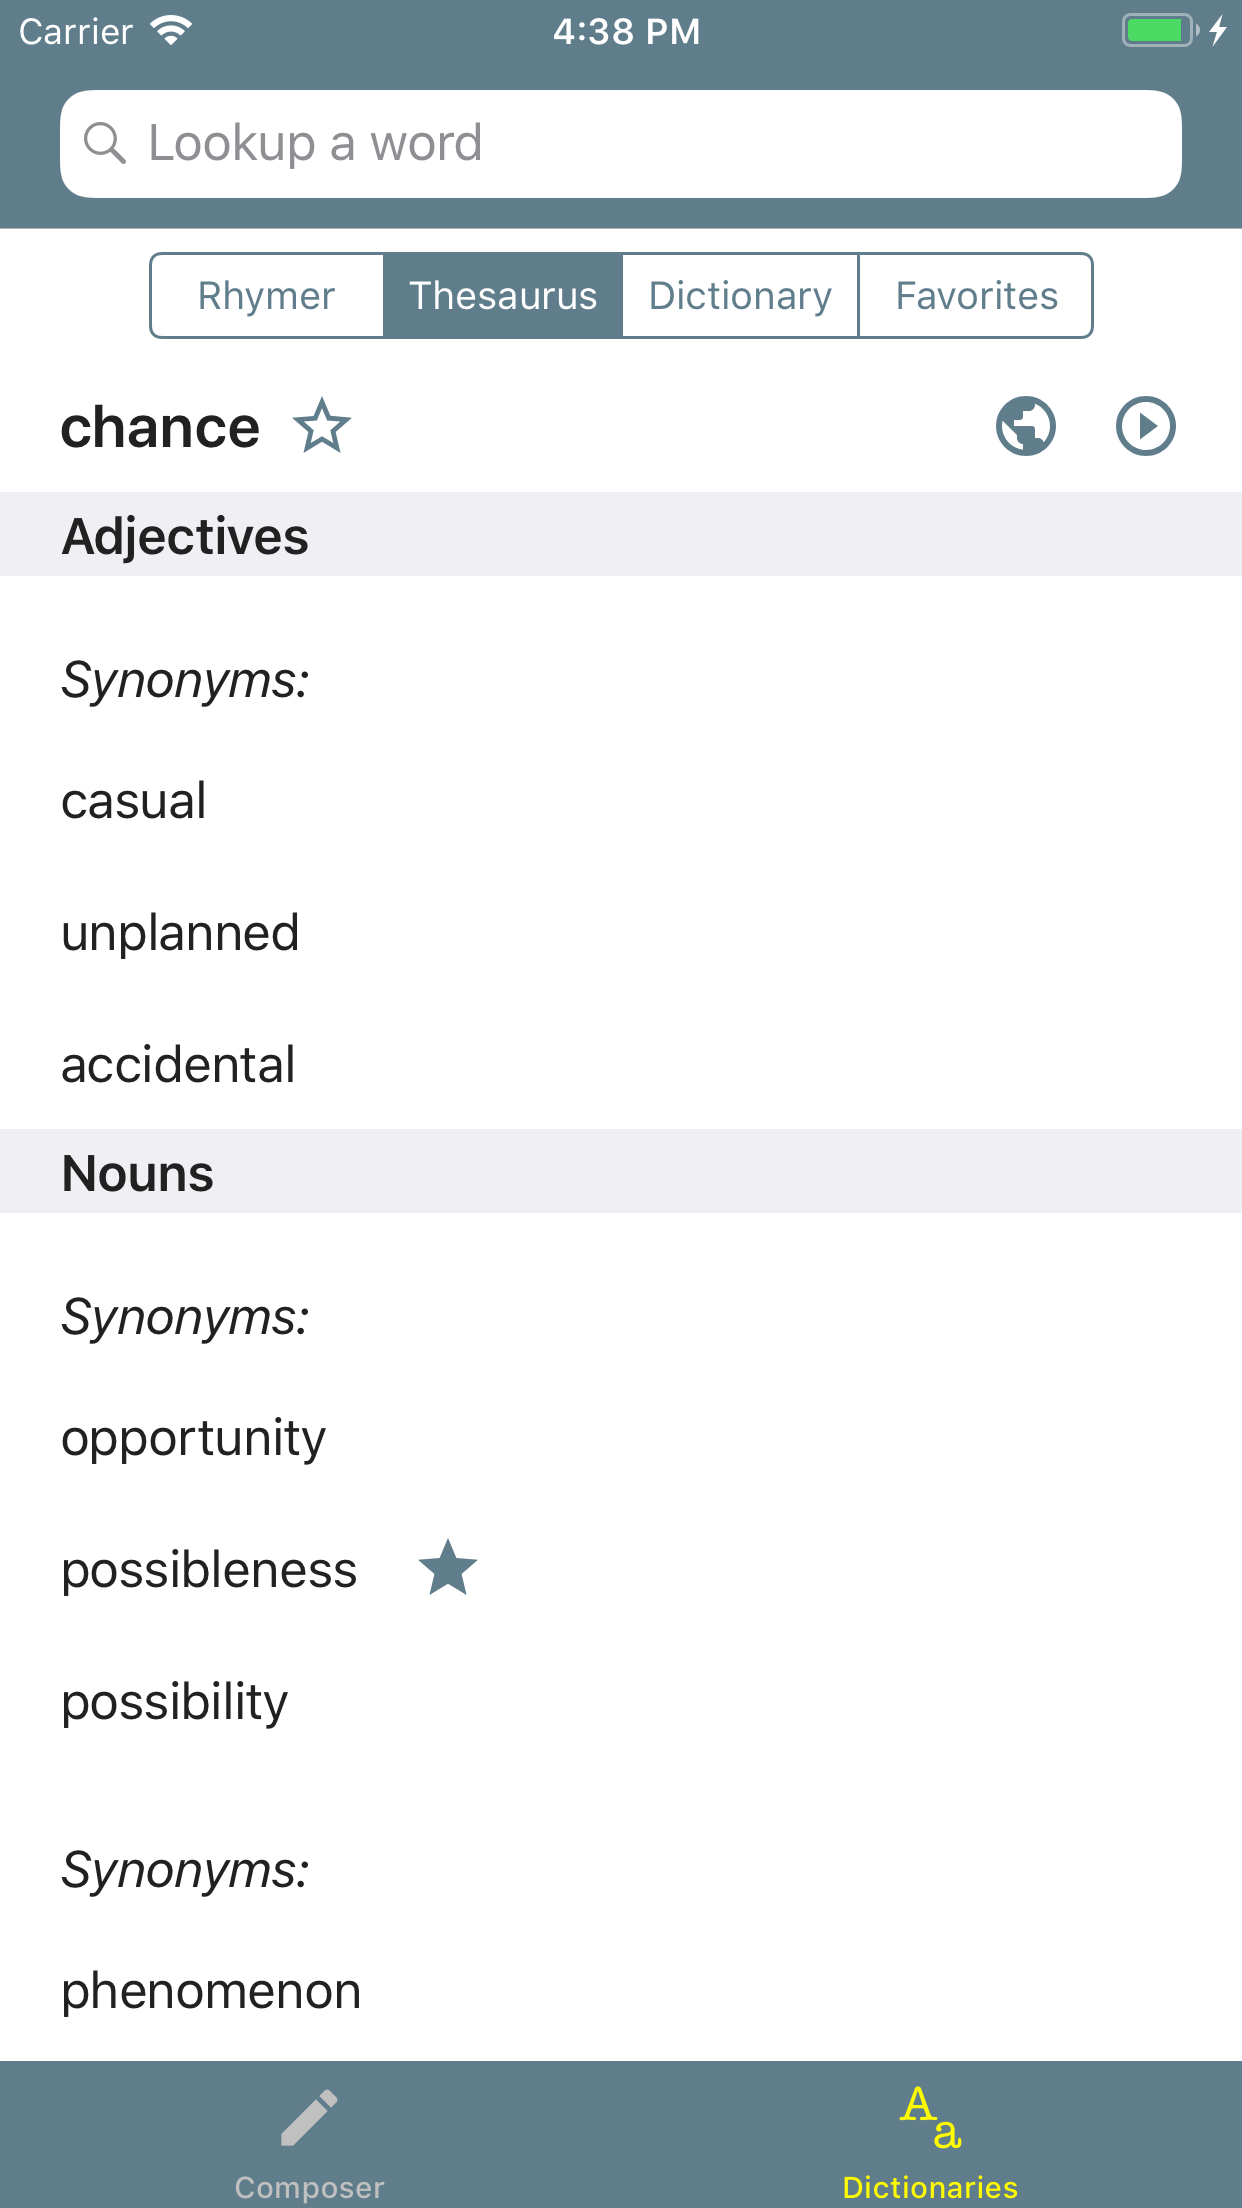 Carrier 4:38 PM
Lookup a word
Rhymer Thesaurus Dictionary Favorites
chance
Adjectives
Synonyms:
casual
unplanned
accidental
Nouns
Synonyms:
opportunity
possibleness
possibility
Synonyms:
phenomenon
Aa
Composer Dictionaries